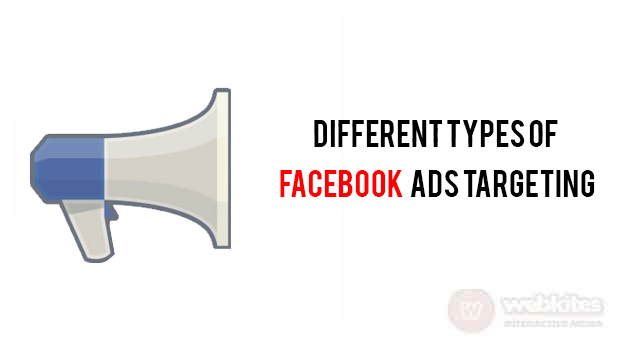 DIFFERENT TYPES OF
FACEBOOK ADS TARGETING
w webkites
INTERACTIVE MEDIA